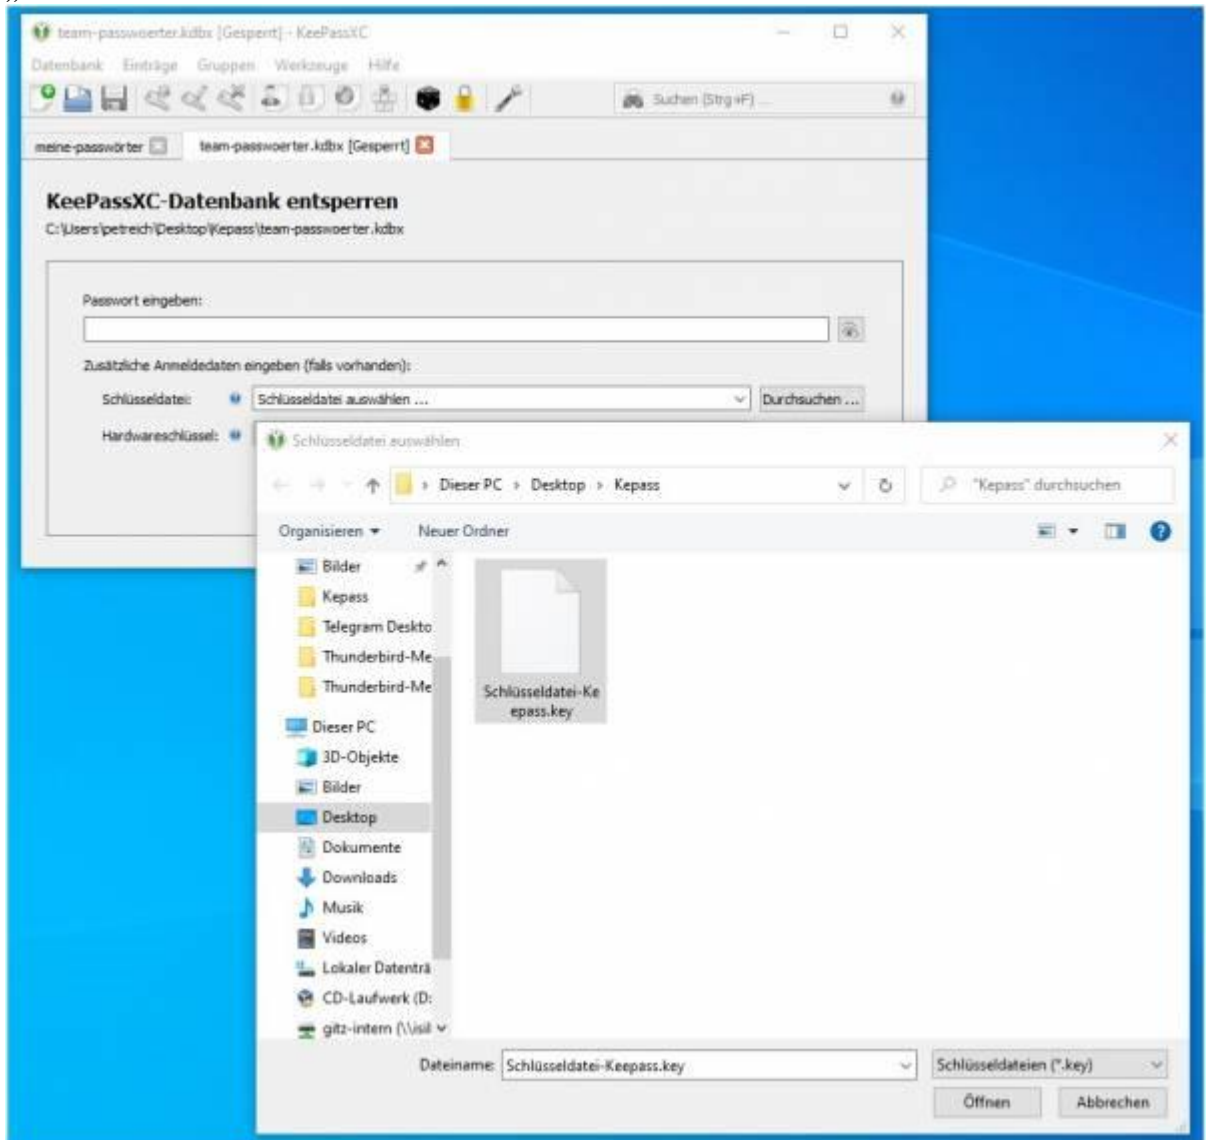 ,,
team-passwoerter.kdbx [Gesperrt] - KeePassXC
Datenbank Einträge Gruppen Werkzeuge Hilfe
Suchen (Strg+F) ...
meine-passwörter
team-passwoerter.kdbx [Gesperrt]
KeePassXC-Datenbank entsperren
C:\Users\petreich\Desktop\Kepass\team-passwoerter.kdbx
Passwort eingeben:
Zusätzliche Anmeldedaten eingeben (falls vorhanden):
Schlüsseldatei: Schlüsseldatei auswählen ... Durchsuchen ...
Hardwareschlüssel:
Schlüsseldatei auswählen
Dieser PC › Desktop › Kepass
"Kepass" durchsuchen
Organisieren Neuer Ordner
Bilder
Kepass
Telegram Deskto
Thunderbird-Me
Thunderbird-Me
Dieser PC
3D-Objekte
Bilder
Desktop
Dokumente
Downloads
Musik
Videos
Lokaler Datenträ
CD-Laufwerk (D:
gitz-intern (\\isil
Schlüsseldatei-Ke
epass.key
Dateiname: Schlüsseldatei-Keepass.key
Schlüsseldateien (*.key)
Öffnen Abbrechen